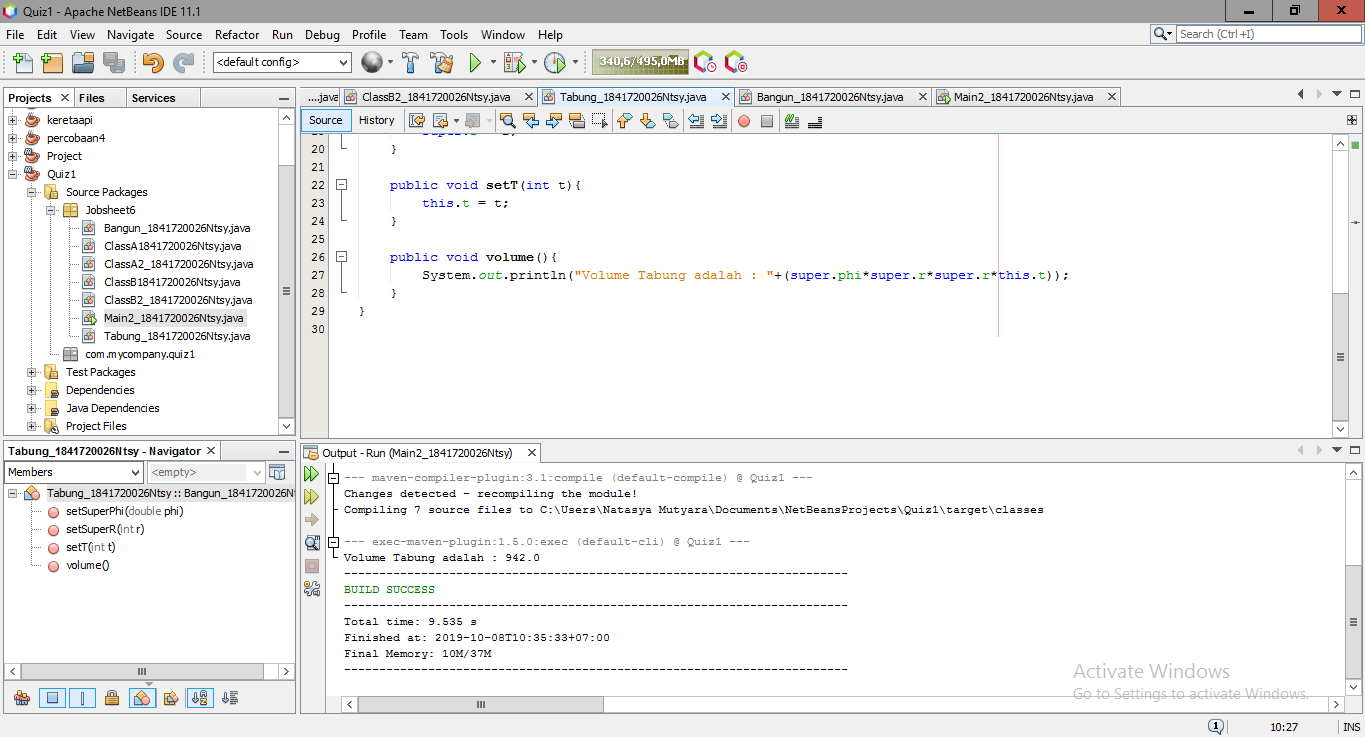 Quiz1 - Apache NetBeans IDE 11.1
File Edit View Navigate Source Refactor Run Debug Profile Team Tools Window Help
Search (Ctrl+I)
<default config>
340,6/495,0MB
Projects Files Services
keretaapi
percobaan4
Project
Quiz1
Source Packages
Jobsheet6
Bangun_1841720026Ntsy.java
ClassA1841720026Ntsy.java
ClassA2_1841720026Ntsy.java
ClassB1841720026Ntsy.java
ClassB2_1841720026Ntsy.java
Main2_1841720026Ntsy.java
Tabung_1841720026Ntsy.java
com.mycompany.quiz1
Test Packages
Dependencies
Java Dependencies
Project Files
Tabung_1841720026Ntsy - Navigator
Members
<empty>
Tabung_1841720026Ntsy :: Bangun_1841720026N
setSuperPhi(double phi)
setSuperR(int r)
setT(int t)
volume()
....java ClassB2_1841720026Ntsy.java Tabung_1841720026Ntsy.java Bangun_1841720026Ntsy.java Main2_1841720026Ntsy.java
Source History
20 }
21
22 public void setT(int t){
23 this.t = t;
24 }
25
26 public void volume(){
27 System.out.println("Volume Tabung adalah : "+(super.phi*super.r*super.r*this.t));
28 }
29 }
30
Output - Run (Main2_1841720026Ntsy)
--- maven-compiler-plugin:3.1:compile (default-compile) @ Quiz1 ---
Changes detected - recompiling the module!
Compiling 7 source files to C:\Users\Natasya Mutyara\Documents\NetBeansProjects\Quiz1\target\classes
--- exec-maven-plugin:1.5.0:exec (default-cli) @ Quiz1 ---
Volume Tabung adalah : 942.0
------------------------------------------------------------------------
BUILD SUCCESS
------------------------------------------------------------------------
Total time: 9.535 s
Finished at: 2019-10-08T10:35:33+07:00
Final Memory: 10M/37M
------------------------------------------------------------------------
Activate Windows
Go to Settings to activate Windows.
1
10:27
INS